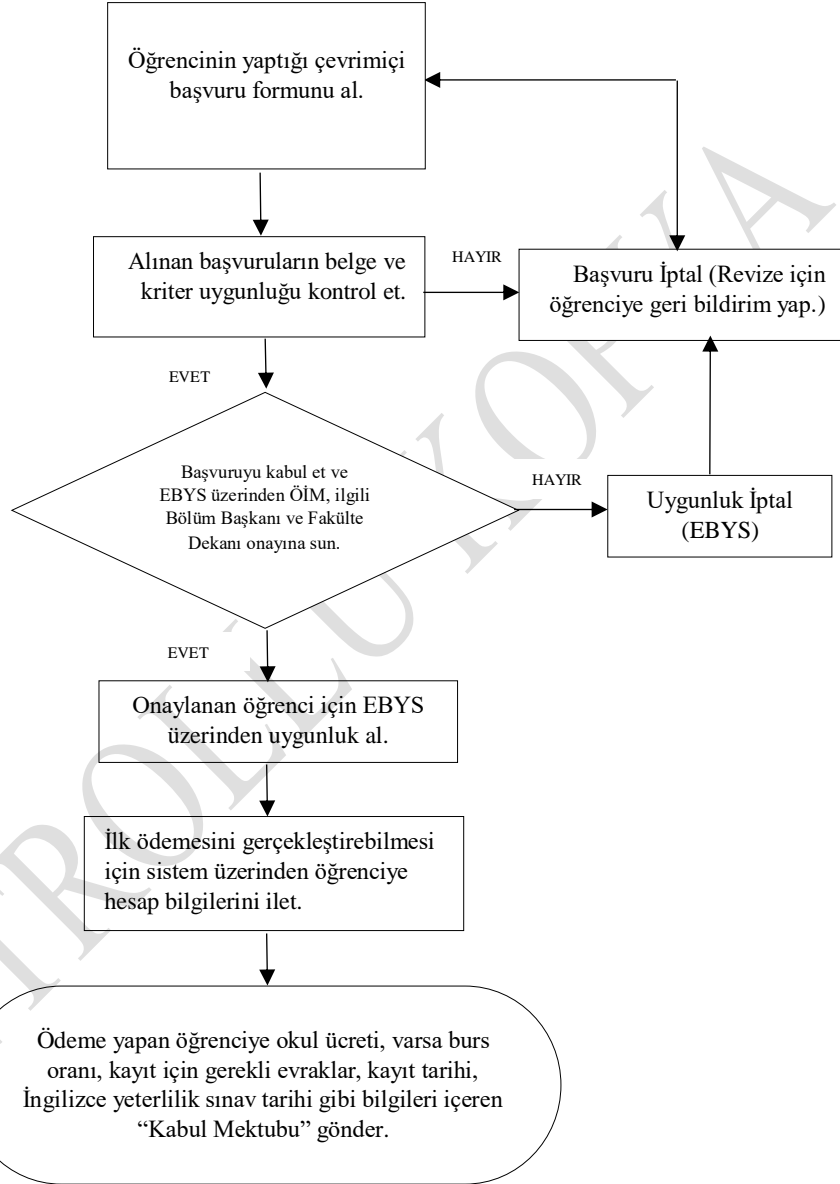 Öğrencinin yaptığı çevrimiçi
başvuru formunu al.
Alınan başvuruların belge ve
kriter uygunluğu kontrol et.
HAYIR
Başvuru İptal (Revize için
öğrenciye geri bildirim yap.)
EVET
Başvuruyu kabul et ve
EBYS üzerinden ÖİM, ilgili
Bölüm Başkanı ve Fakülte
Dekanı onayına sun.
HAYIR
Uygunluk İptal
(EBYS)
EVET
Onaylanan öğrenci için EBYS
üzerinden uygunluk al.
İlk ödemesini gerçekleştirebilmesi
için sistem üzerinden öğrenciye
hesap bilgilerini ilet.
Ödeme yapan öğrenciye okul ücreti, varsa burs
oranı, kayıt için gerekli evraklar, kayıt tarihi,
İngilizce yeterlilik sınav tarihi gibi bilgileri içeren
“Kabul Mektubu” gönder.